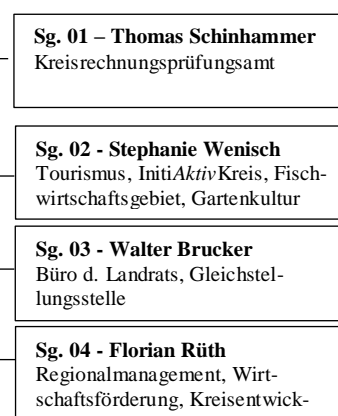 Sg. 01 – Thomas Schinhammer
Kreisrechnungsprüfungsamt
Sg. 02 - Stephanie Wenisch
Tourismus, InitiAktivKreis, Fisch-
wirtschaftsgebiet, Gartenkultur
Sg. 03 - Walter Brucker
Büro d. Landrats, Gleichstel-
lungsstelle
Sg. 04 - Florian Rüth
Regionalmanagement, Wirt-
schaftsförderung, Kreisentwick-